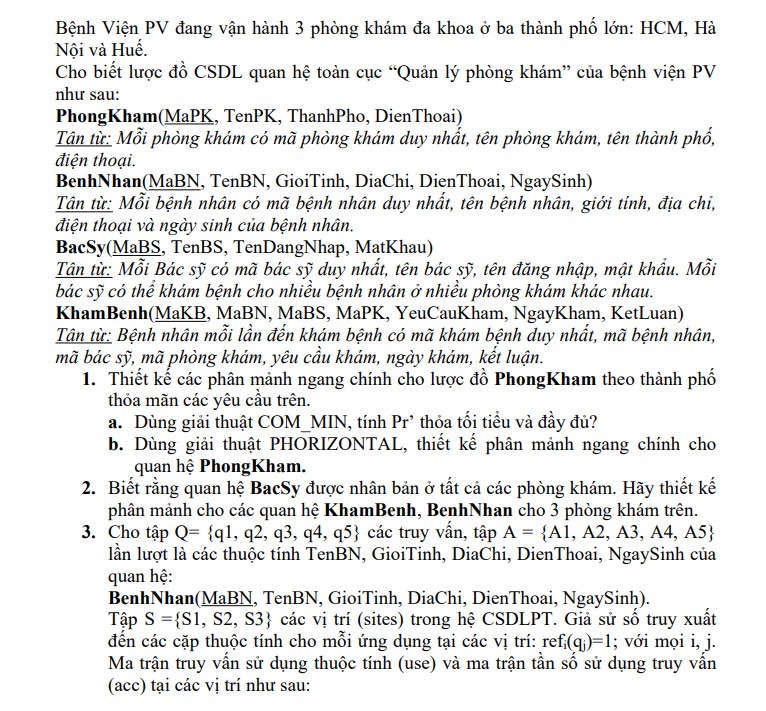 Bệnh Viện PV đang vận hành 3 phòng khám đa khoa ở ba thành phố lớn: HCM, Hà
Nội và Huế.
Cho biết lược đồ CSDL quan hệ toàn cục “Quản lý phòng khám” của bệnh viện PV
như sau:
PhongKham(MaPK, TenPK, ThanhPho, DienThoai)
Tân từ: Mỗi phòng khám có mã phòng khám duy nhất, tên phòng khám, tên thành phố,
điện thoại.
BenhNhan(MaBN, TenBN, GioiTinh, DiaChi, DienThoai, NgaySinh)
Tân từ: Mỗi bệnh nhân có mã bệnh nhân duy nhất, tên bệnh nhân, giới tính, địa chỉ,
điện thoại và ngày sinh của bệnh nhân.
BacSy(MaBS, TenBS, TenDangNhap, MatKhau)
Tân từ: Mỗi Bác sỹ có mã bác sỹ duy nhất, tên bác sỹ, tên đăng nhập, mật khẩu. Mỗi
bác sỹ có thể khám bệnh cho nhiều bệnh nhân ở nhiều phòng khám khác nhau.
KhamBenh(MaKB, MaBN, MaBS, MaPK, YeuCauKham, NgayKham, KetLuan)
Tân từ: Bệnh nhân mỗi lần đến khám bệnh có mã khám bệnh duy nhất, mã bệnh nhân,
mã bác sỹ, mã phòng khám, yêu cầu khám, ngày khám, kết luận.
1. Thiết kế các phân mảnh ngang chính cho lược đồ PhongKham theo thành phố
thỏa mãn các yêu cầu trên.
a. Dùng giải thuật COM_MIN, tính Pr’ thỏa tối tiểu và đầy đủ?
b. Dùng giải thuật PHORIZONTAL, thiết kế phân mảnh ngang chính cho
quan hệ PhongKham.
2. Biết rằng quan hệ BacSy được nhân bản ở tất cả các phòng khám. Hãy thiết kế
phân mảnh cho các quan hệ KhamBenh, BenhNhan cho 3 phòng khám trên.
3. Cho tập Q= {q1, q2, q3, q4, q5} các truy vấn, tập A = {A1, A2, A3, A4, A5}
lần lượt là các thuộc tính TenBN, GioiTinh, DiaChi, DienThoai, NgaySinh của
quan hệ:
BenhNhan(MaBN, TenBN, GioiTinh, DiaChi, DienThoai, NgaySinh).
Tập S ={S1, S2, S3} các vị trí (sites) trong hệ CSDLPT. Giả sử số truy xuất
đến các cặp thuộc tính cho mỗi ứng dụng tại các vị trí: refᵢ(qⱼ)=1; với mọi i, j.
Ma trận truy vấn sử dụng thuộc tính (use) và ma trận tần số sử dụng truy vấn
(acc) tại các vị trí như sau: